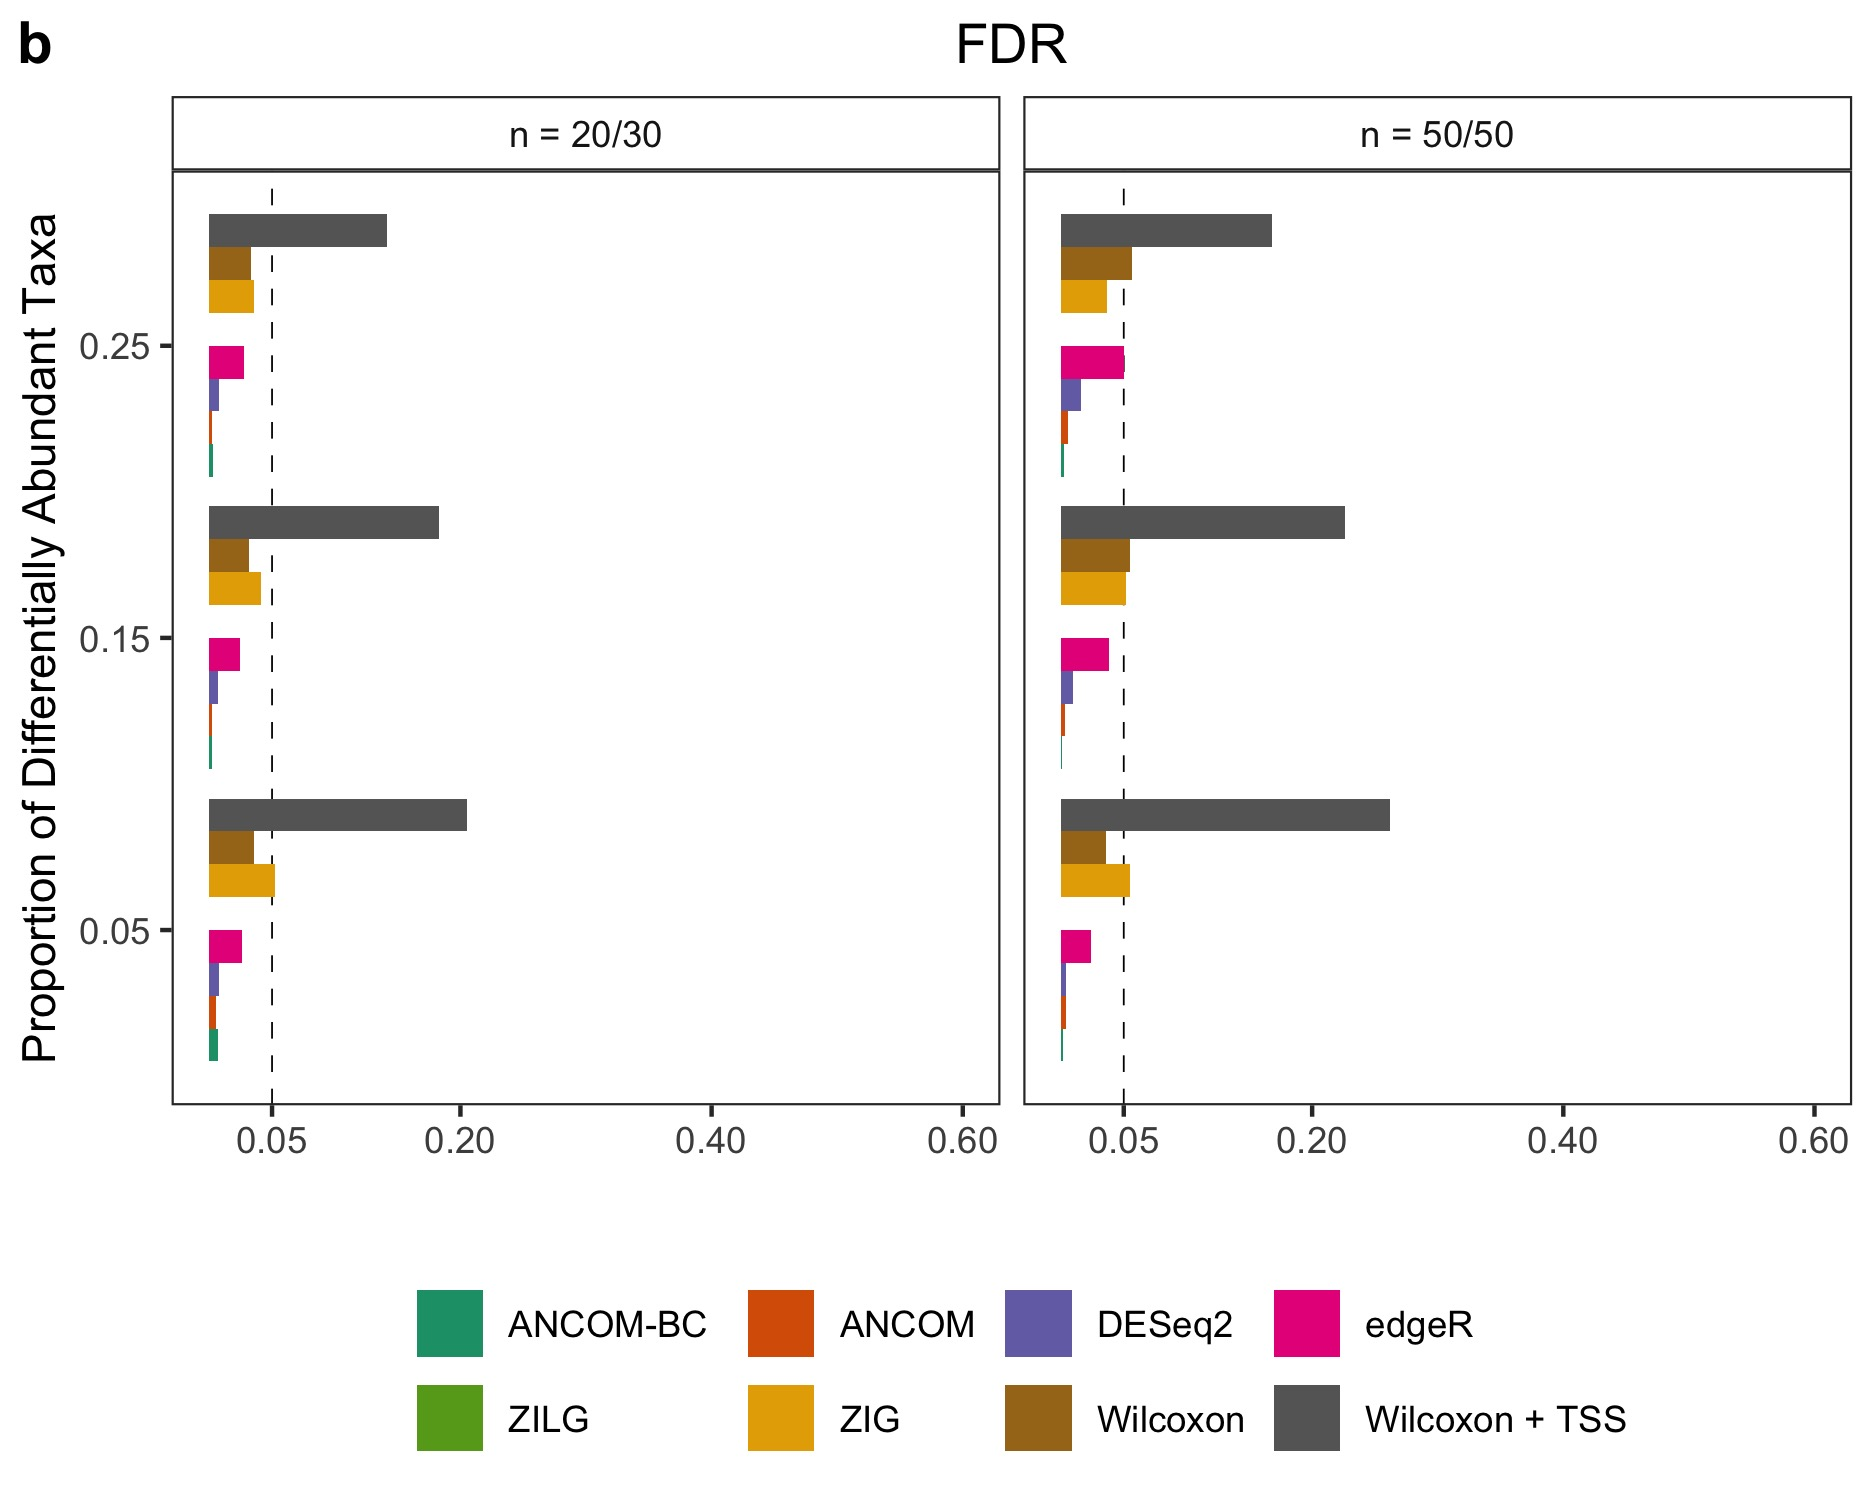 b
FDR
n = 20/30
n = 50/50
Proportion of Differentially Abundant Taxa
0.25
0.15
0.05
0.05 0.20 0.40 0.60
0.05 0.20 0.40 0.60
ANCOM-BC ANCOM DESeq2 edgeR
ZILG ZIG Wilcoxon Wilcoxon + TSS